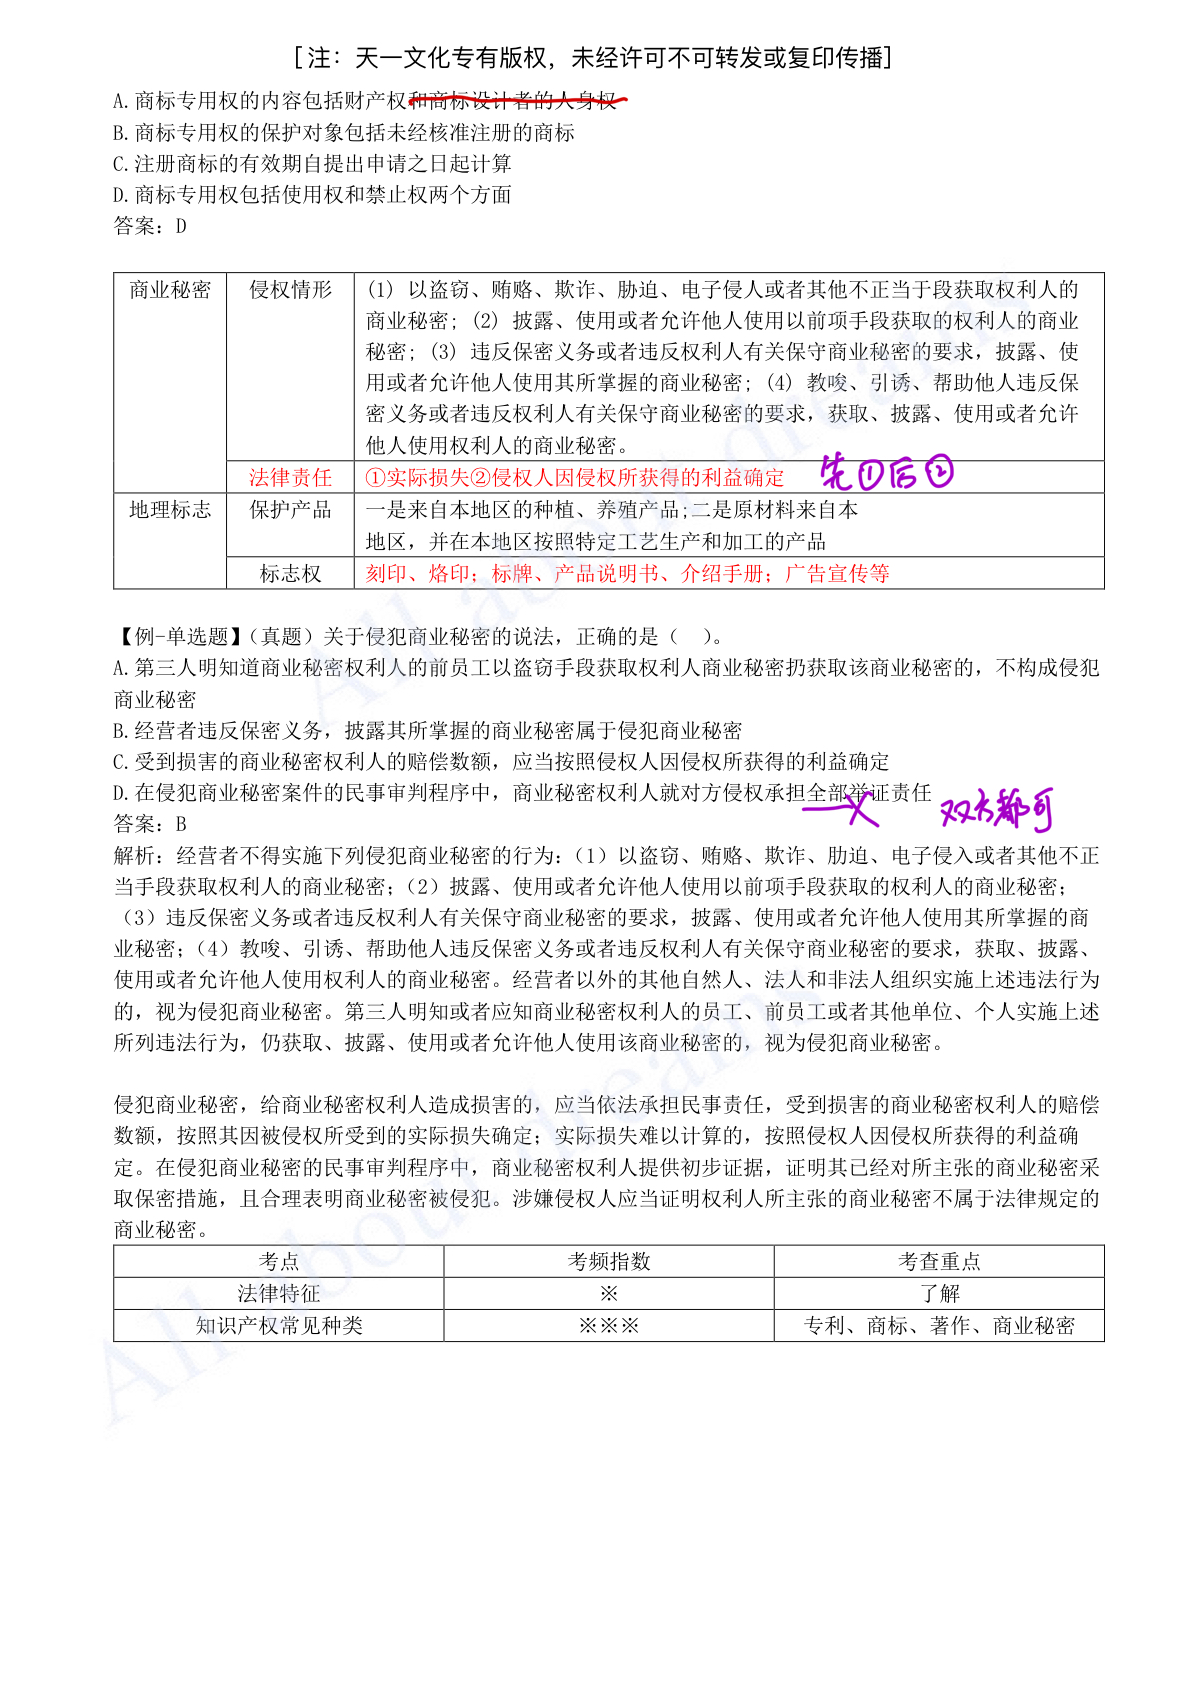 [注：天一文化专有版权，未经许可不可转发或复印传播]
A.商标专用权的内容包括财产权和商标设计者的人身权
B.商标专用权的保护对象包括未经核准注册的商标
C.注册商标的有效期自提出申请之日起计算
D.商标专用权包括使用权和禁止权两个方面
答案：D
商业秘密 侵权情形 (1) 以盗窃、贿赂、欺诈、胁迫、电子侵人或者其他不正当于段获取权利人的
商业秘密；(2) 披露、使用或者允许他人使用以前项手段获取的权利人的商业
秘密；(3) 违反保密义务或者违反权利人有关保守商业秘密的要求，披露、使
用或者允许他人使用其所掌握的商业秘密；(4) 教唆、引诱、帮助他人违反保
密义务或者违反权利人有关保守商业秘密的要求，获取、披露、使用或者允许
他人使用权利人的商业秘密。
法律责任 ①实际损失②侵权人因侵权所获得的利益确定 先①后②
地理标志 保护产品 一是来自本地区的种植、养殖产品;二是原材料来自本
地区，并在本地区按照特定工艺生产和加工的产品
标志权 刻印、烙印；标牌、产品说明书、介绍手册；广告宣传等
【例-单选题】（真题）关于侵犯商业秘密的说法，正确的是（ ）。
A.第三人明知道商业秘密权利人的前员工以盗窃手段获取权利人商业秘密扔获取该商业秘密的，不构成侵犯
商业秘密
B.经营者违反保密义务，披露其所掌握的商业秘密属于侵犯商业秘密
C.受到损害的商业秘密权利人的赔偿数额，应当按照侵权人因侵权所获得的利益确定
D.在侵犯商业秘密案件的民事审判程序中，商业秘密权利人就对方侵权承担全部举证责任
双方都可
答案：B
解析：经营者不得实施下列侵犯商业秘密的行为：（1）以盗窃、贿赂、欺诈、肋迫、电子侵入或者其他不正
当手段获取权利人的商业秘密；（2）披露、使用或者允许他人使用以前项手段获取的权利人的商业秘密；
（3）违反保密义务或者违反权利人有关保守商业秘密的要求，披露、使用或者允许他人使用其所掌握的商
业秘密；（4）教唆、引诱、帮助他人违反保密义务或者违反权利人有关保守商业秘密的要求，获取、披露、
使用或者允许他人使用权利人的商业秘密。经营者以外的其他自然人、法人和非法人组织实施上述违法行为
的，视为侵犯商业秘密。第三人明知或者应知商业秘密权利人的员工、前员工或者其他单位、个人实施上述
所列违法行为，仍获取、披露、使用或者允许他人使用该商业秘密的，视为侵犯商业秘密。
侵犯商业秘密，给商业秘密权利人造成损害的，应当依法承担民事责任，受到损害的商业秘密权利人的赔偿
数额，按照其因被侵权所受到的实际损失确定；实际损失难以计算的，按照侵权人因侵权所获得的利益确
定。在侵犯商业秘密的民事审判程序中，商业秘密权利人提供初步证据，证明其已经对所主张的商业秘密采
取保密措施，且合理表明商业秘密被侵犯。涉嫌侵权人应当证明权利人所主张的商业秘密不属于法律规定的
商业秘密。
考点 考频指数 考查重点
法律特征 ※ 了解
知识产权常见种类 ※※※ 专利、商标、著作、商业秘密
All about dreams
All about dreams